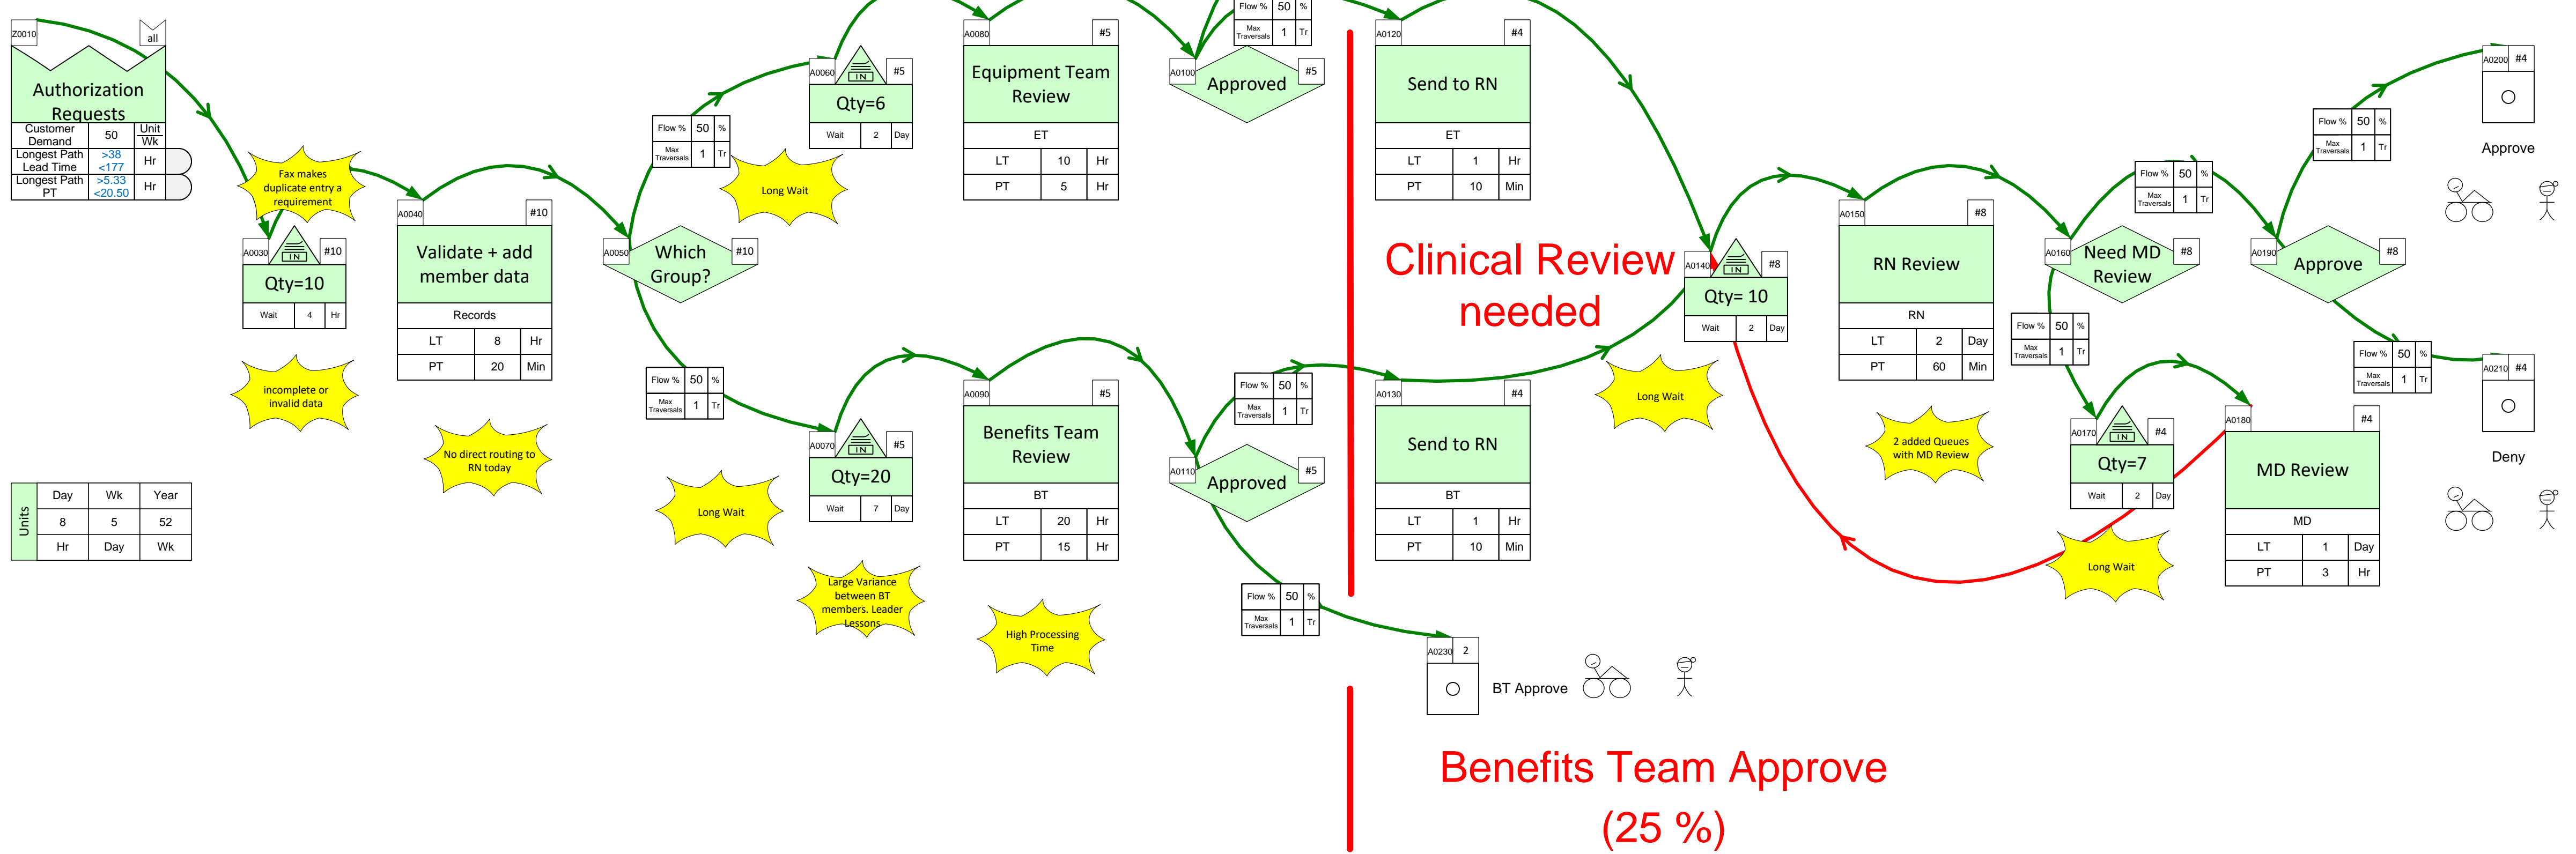 Z0010
all
Authorization
Requests
Customer
Demand
50
Unit
Wk
Longest Path
Lead Time
>38
<177
Hr
Longest Path
PT
>5.33
<20.50
Hr
Fax makes
duplicate entry a
requirement
A0030
IN
#10
Qty=10
Wait 4 Hr
incomplete or
invalid data
A0040
#10
Validate + add
member data
Records
LT 8 Hr
PT 20 Min
No direct routing to
RN today
A0050
#10
Which
Group?
Flow % 50 %
Max
Traversals
1 Tr
Long Wait
A0060
IN
#5
Qty=6
Wait 2 Day
A0080
#5
Equipment Team
Review
ET
LT 10 Hr
PT 5 Hr
Flow % 50 %
Max
Traversals
1 Tr
A0100
#5
Approved
A0120
#4
Send to RN
ET
LT 1 Hr
PT 10 Min
Flow % 50 %
Max
Traversals
1 Tr
Long Wait
A0070
IN
#5
Qty=20
Wait 7 Day
Large Variance
between BT
members. Leader
Lessons
A0090
#5
Benefits Team
Review
BT
LT 20 Hr
PT 15 Hr
High Processing
Time
Flow % 50 %
Max
Traversals
1 Tr
A0110
#5
Approved
Flow % 50 %
Max
Traversals
1 Tr
Clinical Review
needed
A0130
#4
Send to RN
BT
LT 1 Hr
PT 10 Min
A0230
2
BT Approve
Benefits Team Approve
(25 %)
A0140
IN
#8
Qty= 10
Wait 2 Day
Long Wait
A0150
#8
RN Review
RN
LT 2 Day
PT 60 Min
2 added Queues
with MD Review
A0160
#8
Need MD
Review
Flow % 50 %
Max
Traversals
1 Tr
Flow % 50 %
Max
Traversals
1 Tr
A0170
IN
#4
Qty=7
Wait 2 Day
Long Wait
A0180
#4
MD Review
MD
LT 1 Day
PT 3 Hr
A0190
#8
Approve
Flow % 50 %
Max
Traversals
1 Tr
A0200
#4
Approve
Flow % 50 %
Max
Traversals
1 Tr
A0210
#4
Deny
Units
Day Wk Year
8 5 52
Hr Day Wk